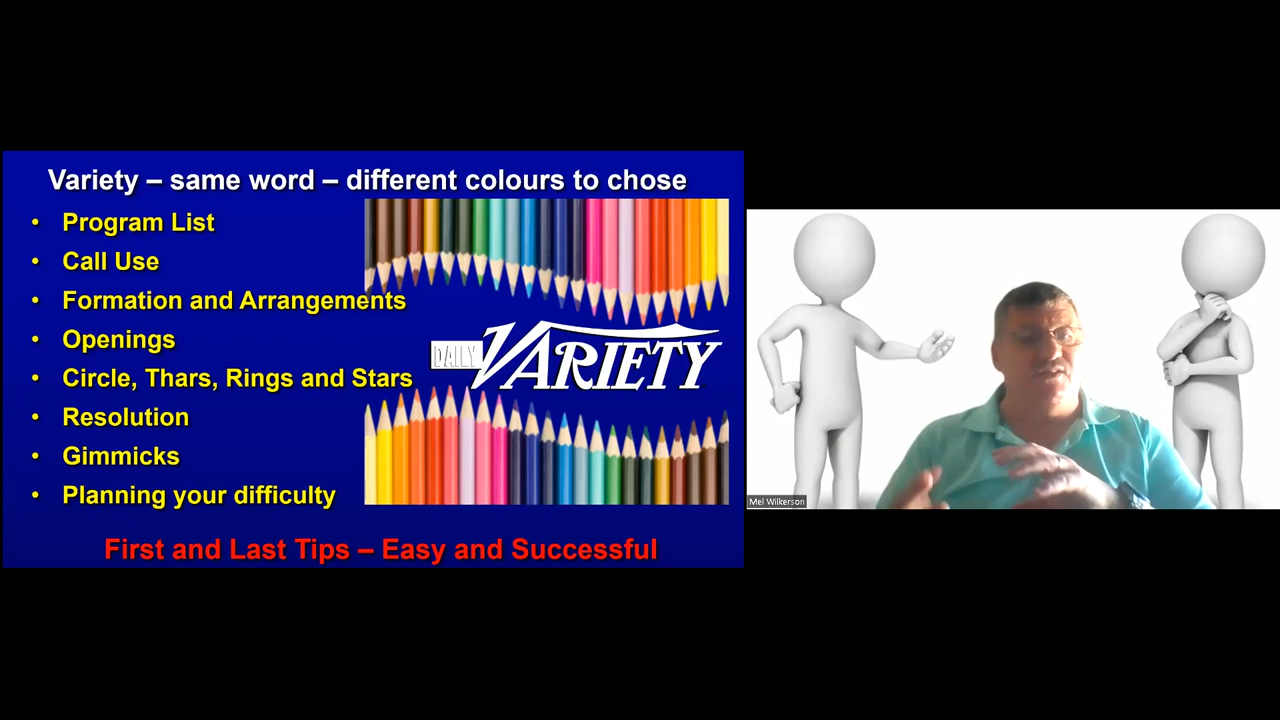 Variety – same word – different colours to chose
• Program List
• Call Use
• Formation and Arrangements
• Openings
• Circle, Thars, Rings and Stars
• Resolution
• Gimmicks
• Planning your difficulty
DAILY VARIETY
First and Last Tips – Easy and Successful
Mel Wilkerson